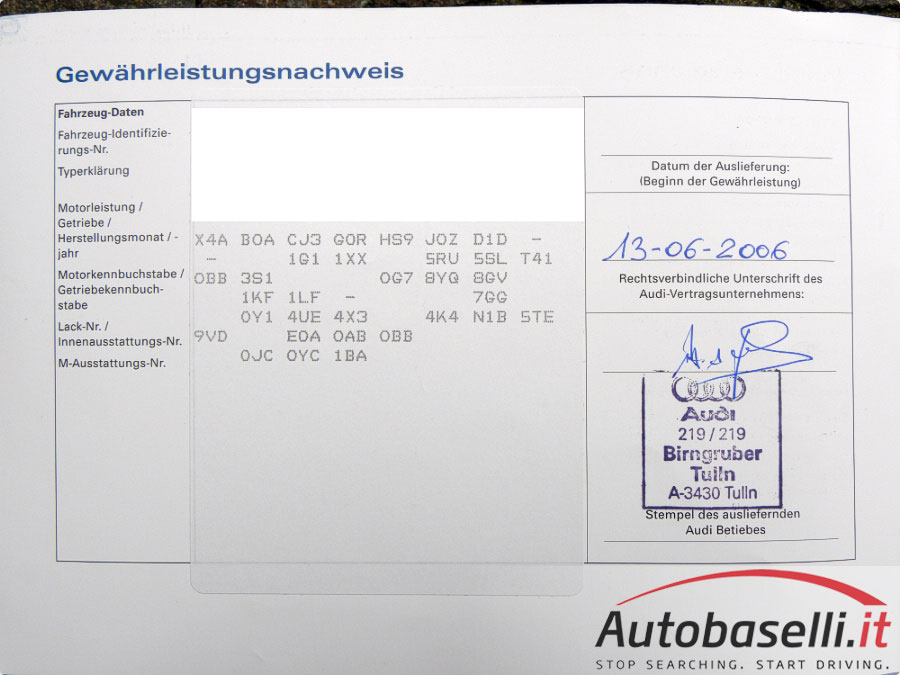 Gewährleistungsnachweis
Fahrzeug-Daten
Fahrzeug-Identifizie-
rungs-Nr.
Typerklärung
Motorleistung /
Getriebe /
Herstellungsmonat / -
jahr
Motorkennbuchstabe /
Getriebekennbuch-
stabe
Lack-Nr. /
Innenausstattungs-Nr.
M-Ausstattungs-Nr.
X4A B0A CJ3 G0R HS9 J0Z D1D -
- 1G1 1XX 5RU 5SL T41
0BB 3S1 0G7 8YQ 8GV
1KF 1LF - 7GG
0Y1 4UE 4X3 4K4 N1B 5TE
9VD E0A 0AB 0BB
0JC 0YC 1BA
Datum der Auslieferung:
(Beginn der Gewährleistung)
13-06-2006
Rechtsverbindliche Unterschrift des
Audi-Vertragsunternehmens:
Audi
219 / 219
Birngruber
Tulln
A-3430 Tulln
Stempel des ausliefernden
Audi Betiebes
Autobaselli.it
STOP SEARCHING. START DRIVING.